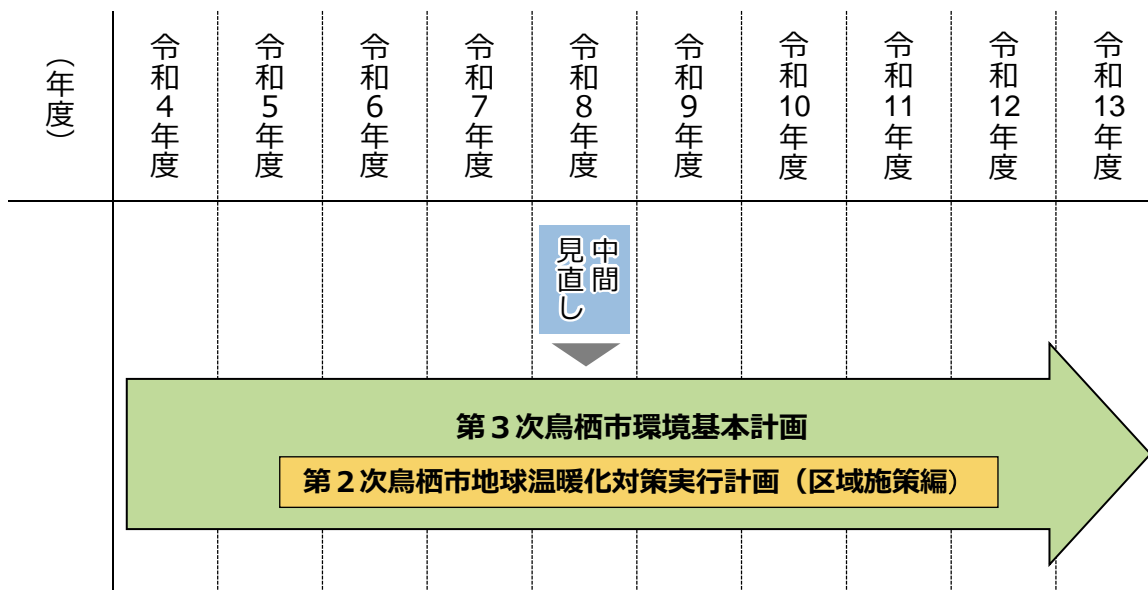 （年度）
令和4年度
令和5年度
令和6年度
令和7年度
令和8年度
令和9年度
令和10年度
令和11年度
令和12年度
令和13年度
中間
見直し
第３次鳥栖市環境基本計画
第２次鳥栖市地球温暖化対策実行計画（区域施策編）